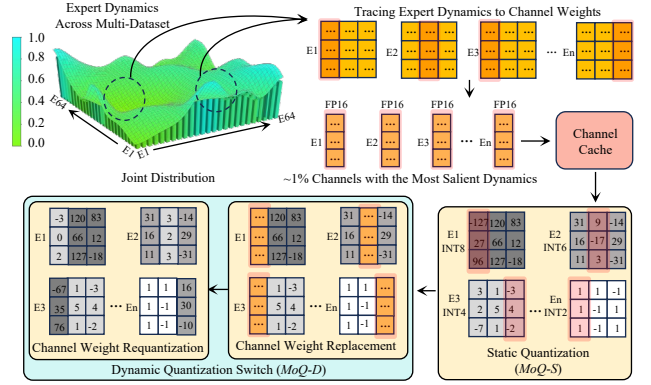 Expert Dynamics
Across Multi-Dataset
1.0
0.8
0.6
0.4
0.2
0.0
E64
E1
E1
E64
Joint Distribution
Tracing Expert Dynamics to Channel Weights
E1
... ... ...
... ... ...
... ... ...
E2
... ... ...
... ... ...
... ... ...
E3
... ... ...
... ... ...
... ... ...
... En
... ... ...
... ... ...
... ... ...
FP16 FP16 FP16 FP16
E1
...
...
...
E2
...
...
...
E3
...
...
...
... En
...
...
...
~1% Channels with the Most Salient Dynamics
Channel
Cache
E1
-3 120 83
0 66 12
2 127 -18
E2
31 3 -14
16 2 29
11 3 -31
E3
-67 1 -3
35 5 4
76 1 -2
... En
1 1 16
1 -1 30
1 -1 -10
Channel Weight Requantization
E1
... 120 83
... 66 12
... 127 -18
E2
31 ... -14
16 ... 29
11 ... -31
E3
... 1 -3
... 5 4
... 1 -2
... En
1 1 ...
1 -1 ...
1 -1 ...
Channel Weight Replacement
Dynamic Quantization Switch (MoQ-D)
E1
INT8
-127 120 83
27 66 12
96 127 -18
E2
INT6
31 9 -14
16 -17 29
11 3 -31
E3
INT4
3 1 -3
2 5 4
-7 1 -2
...
En
INT2
1 1 -1
1 -1 1
1 -1 1
Static Quantization
(MoQ-S)